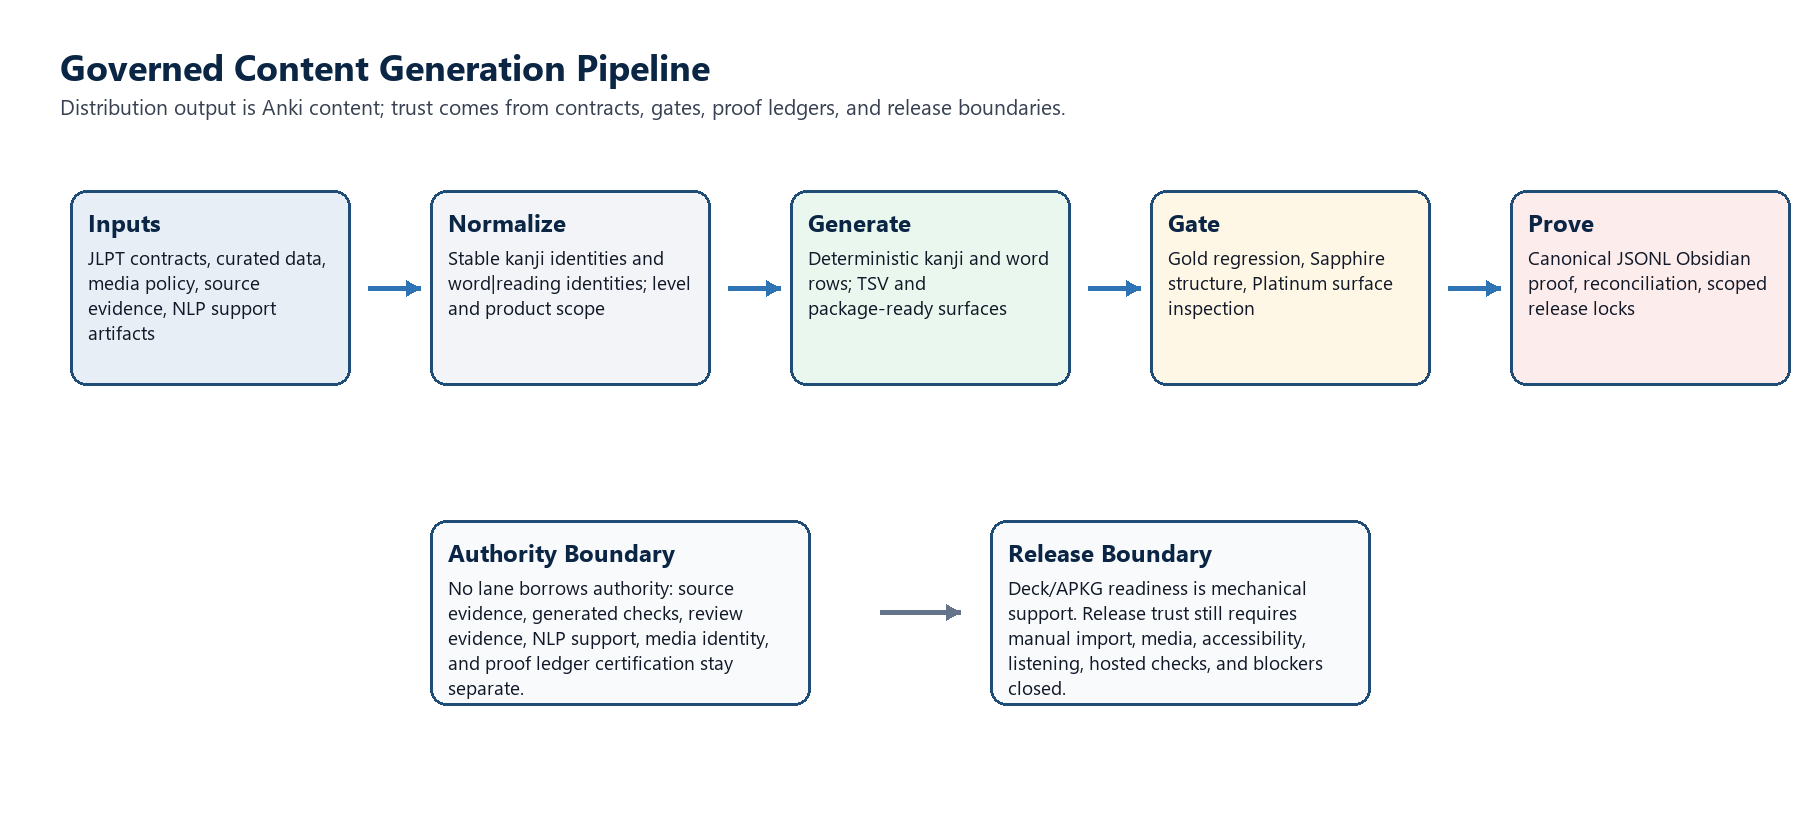 Governed Content Generation Pipeline
Distribution output is Anki content; trust comes from contracts, gates, proof ledgers, and release boundaries.
Inputs
JLPT contracts, curated data,
media policy, source
evidence, NLP support
artifacts
Normalize
Stable kanji identities and
word|reading identities; level
and product scope
Generate
Deterministic kanji and word
rows; TSV and
package-ready surfaces
Gate
Gold regression, Sapphire
structure, Platinum surface
inspection
Prove
Canonical JSONL Obsidian
proof, reconciliation, scoped
release locks
Authority Boundary
No lane borrows authority: source
evidence, generated checks, review
evidence, NLP support, media identity,
and proof ledger certification stay
separate.
Release Boundary
Deck/APKG readiness is mechanical
support. Release trust still requires
manual import, media, accessibility,
listening, hosted checks, and blockers
closed.